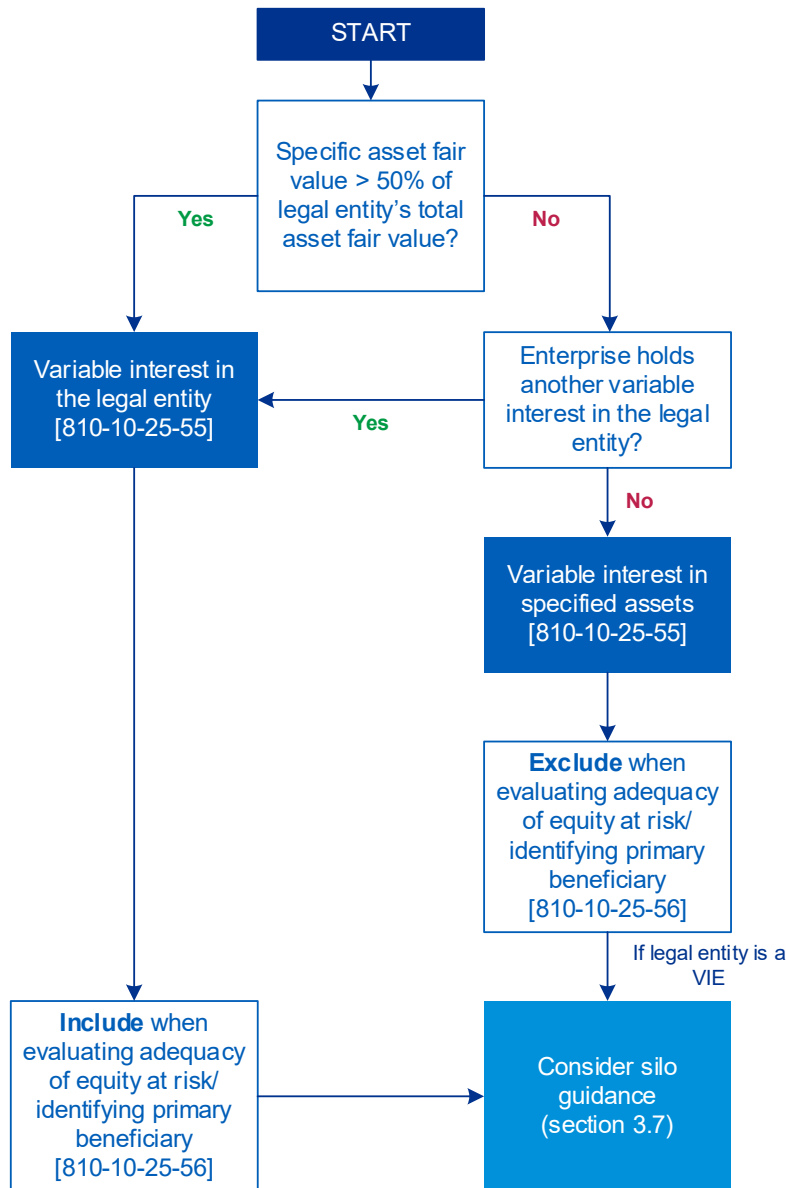 START
Specific asset fair
value > 50% of
legal entity’s total
asset fair value?
Yes
No
Variable interest in
the legal entity
[810-10-25-55]
Enterprise holds
another variable
interest in the legal
entity?
Yes
No
Variable interest in
specified assets
[810-10-25-55]
Exclude when
evaluating adequacy
of equity at risk/
identifying primary
beneficiary
[810-10-25-56]
If legal entity is a
VIE
Include when
evaluating adequacy
of equity at risk/
identifying primary
beneficiary
[810-10-25-56]
Consider silo
guidance
(section 3.7)